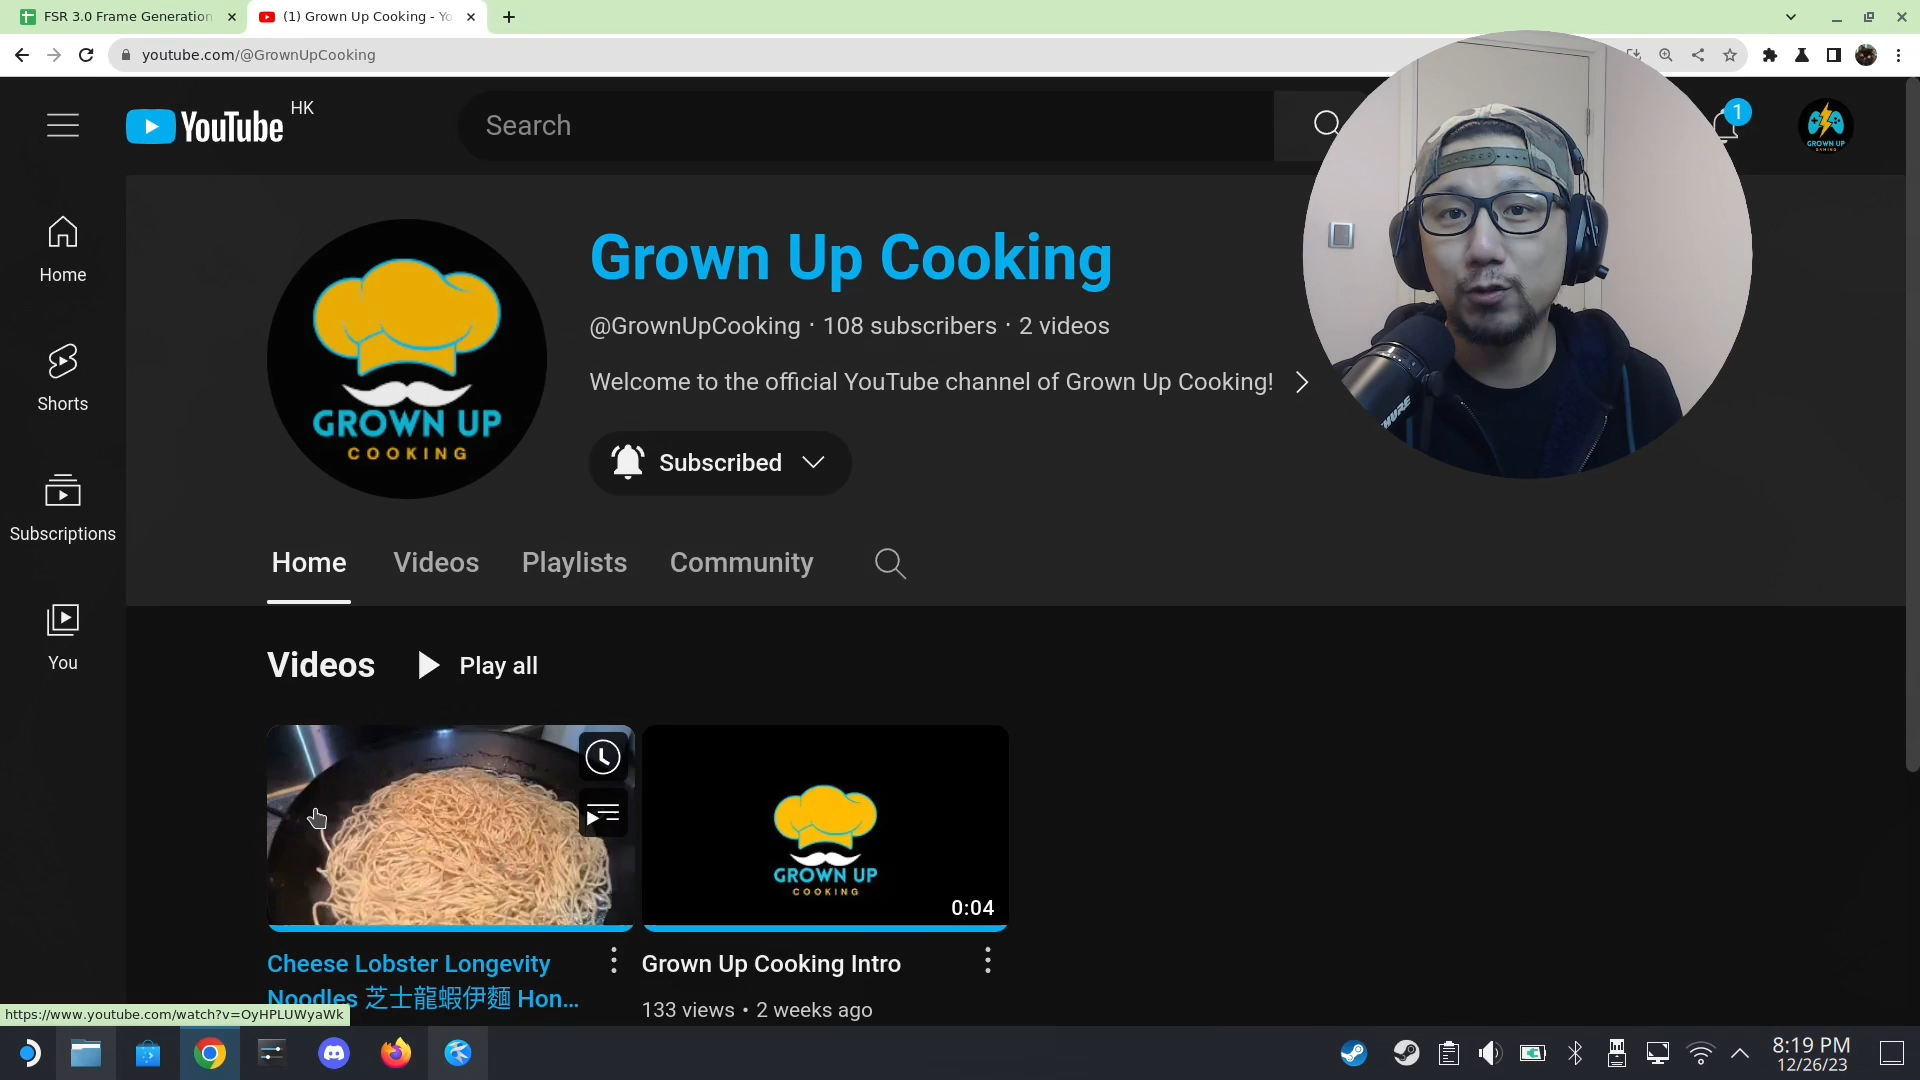 FSR 3.0 Frame Generation
(1) Grown Up Cooking - Yo
youtube.com/@GrownUpCooking
YouTube HK
Search
1
GROWN UP
GAMING
Home
Shorts
Subscriptions
You
GROWN UP
COOKING
Grown Up Cooking
@GrownUpCooking · 108 subscribers · 2 videos
Welcome to the official YouTube channel of Grown Up Cooking!
Subscribed
SHURE
Home Videos Playlists Community
Videos Play all
GROWN UP
COOKING
0:04
Cheese Lobster Longevity
Noodles 芝士龍蝦伊麵 Hon...
Grown Up Cooking Intro
133 views • 2 weeks ago
https://www.youtube.com/watch?v=OyHPLUWyaWk
8:19 PM
12/26/23